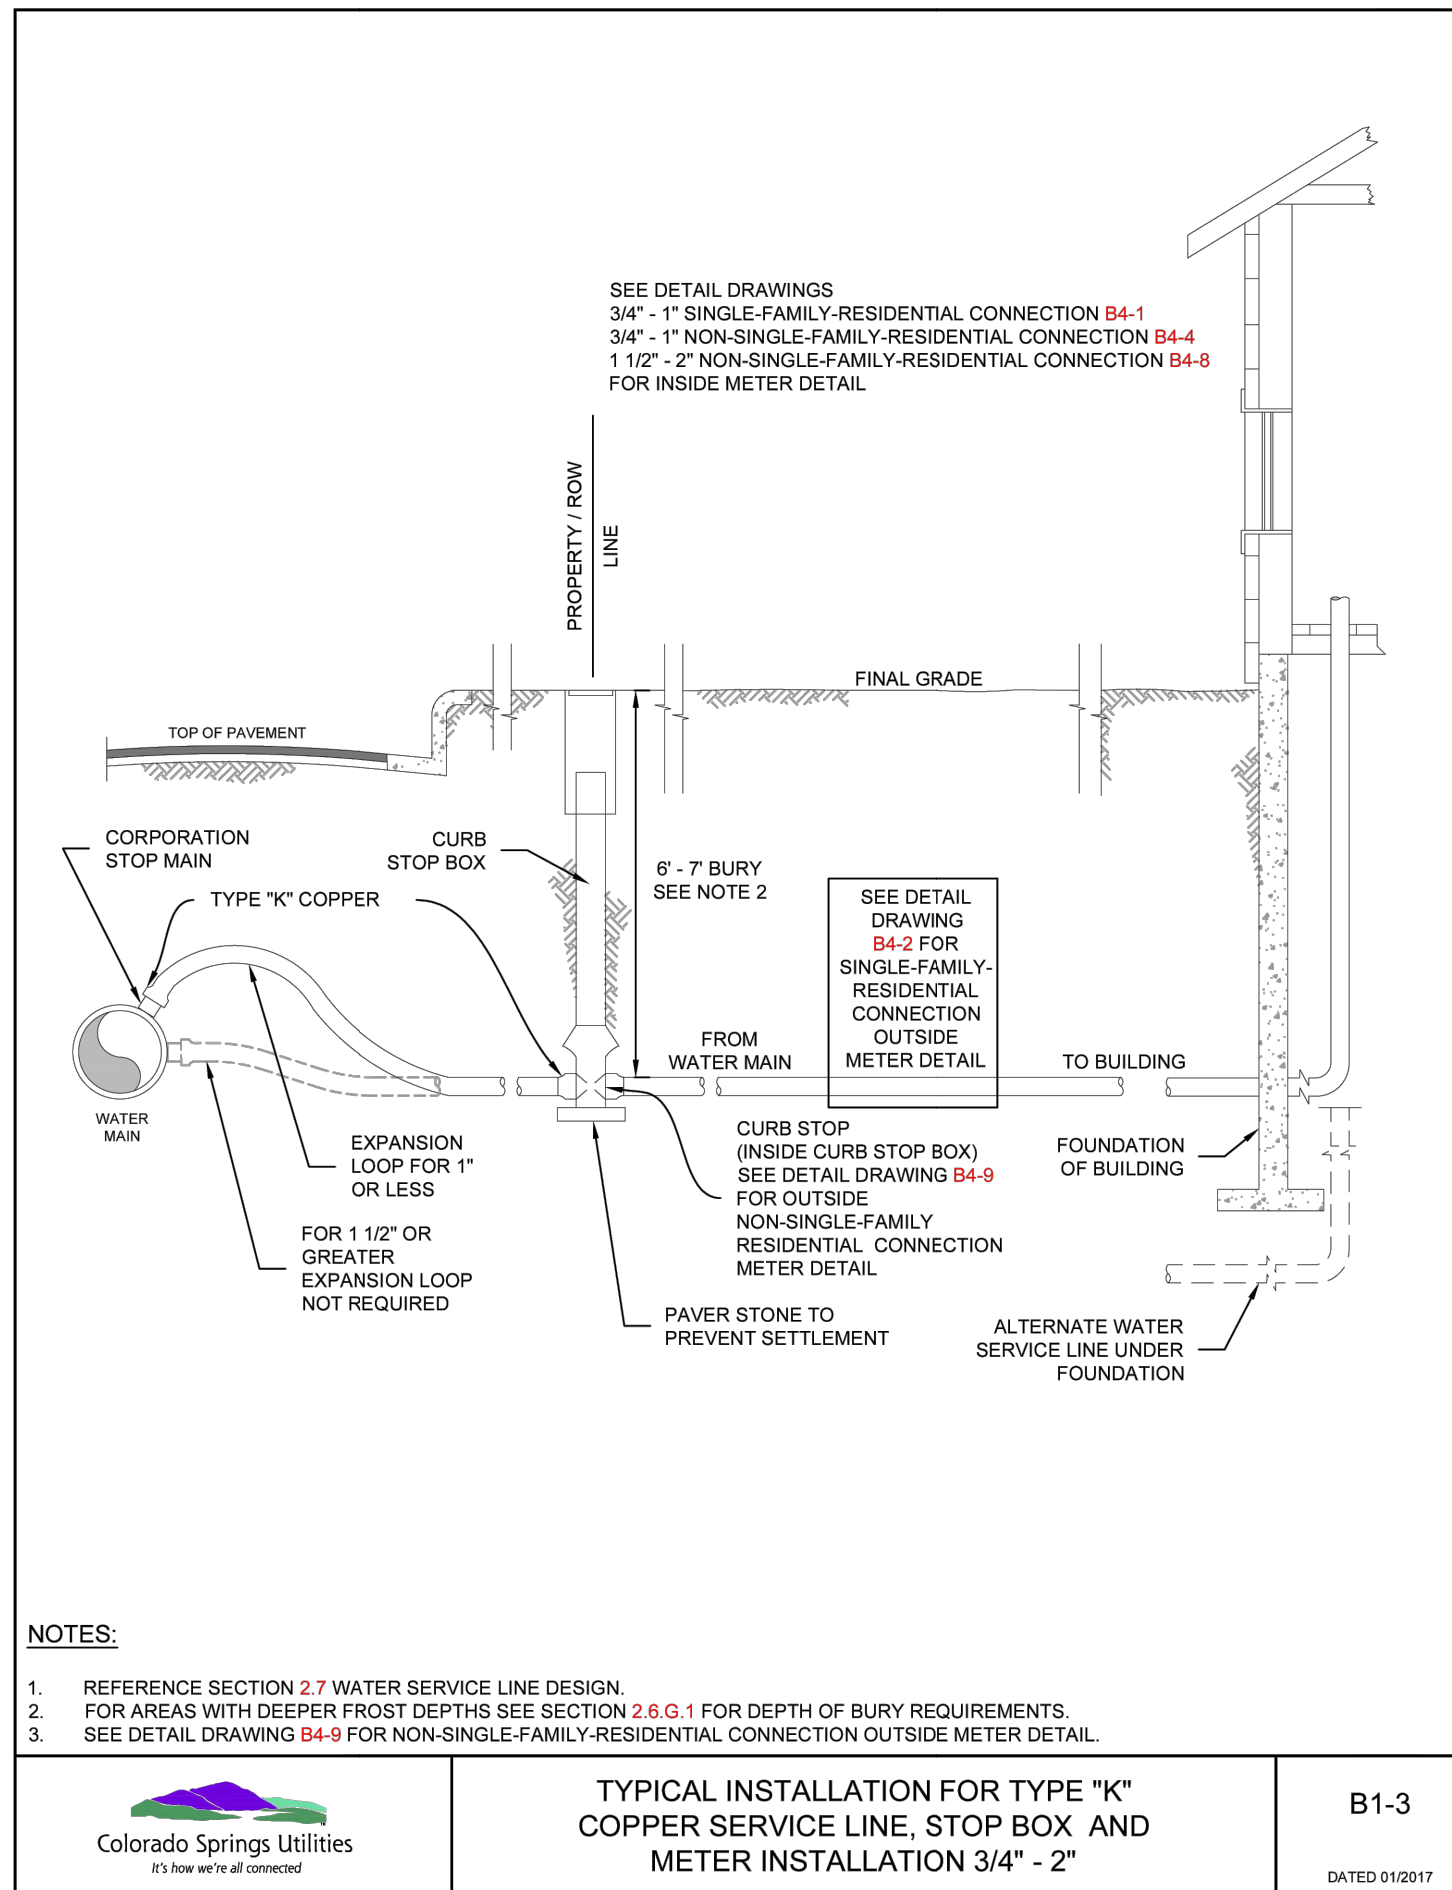 SEE DETAIL DRAWINGS
3/4" - 1" SINGLE-FAMILY-RESIDENTIAL CONNECTION B4-1
3/4" - 1" NON-SINGLE-FAMILY-RESIDENTIAL CONNECTION B4-4
1 1/2" - 2" NON-SINGLE-FAMILY-RESIDENTIAL CONNECTION B4-8
FOR INSIDE METER DETAIL
PROPERTY / ROW
LINE
FINAL GRADE
TOP OF PAVEMENT
CORPORATION
STOP MAIN
CURB
STOP BOX
6' - 7' BURY
SEE NOTE 2
TYPE "K" COPPER
SEE DETAIL
DRAWING
B4-2 FOR
SINGLE-FAMILY-
RESIDENTIAL
CONNECTION
OUTSIDE
METER DETAIL
FROM
WATER MAIN
TO BUILDING
WATER
MAIN
EXPANSION
LOOP FOR 1"
OR LESS
CURB STOP
(INSIDE CURB STOP BOX)
SEE DETAIL DRAWING B4-9
FOR OUTSIDE
NON-SINGLE-FAMILY
RESIDENTIAL CONNECTION
METER DETAIL
FOUNDATION
OF BUILDING
FOR 1 1/2" OR
GREATER
EXPANSION LOOP
NOT REQUIRED
PAVER STONE TO
PREVENT SETTLEMENT
ALTERNATE WATER
SERVICE LINE UNDER
FOUNDATION
NOTES:
1. REFERENCE SECTION 2.7 WATER SERVICE LINE DESIGN.
2. FOR AREAS WITH DEEPER FROST DEPTHS SEE SECTION 2.6.G.1 FOR DEPTH OF BURY REQUIREMENTS.
3. SEE DETAIL DRAWING B4-9 FOR NON-SINGLE-FAMILY-RESIDENTIAL CONNECTION OUTSIDE METER DETAIL.
Colorado Springs Utilities
It's how we're all connected
TYPICAL INSTALLATION FOR TYPE "K"
COPPER SERVICE LINE, STOP BOX AND
METER INSTALLATION 3/4" - 2"
B1-3
DATED 01/2017